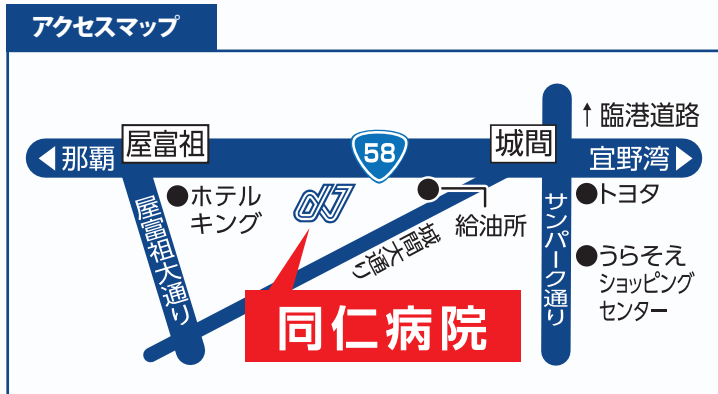 アクセスマップ
↑臨港道路
屋富祖
城間
那覇
58
宜野湾
ホテル
キング
dJ
給油所
トヨタ
屋富祖大通り
城間大通り
サンパーク通り
うらそえ
ショッピング
センター
同仁病院